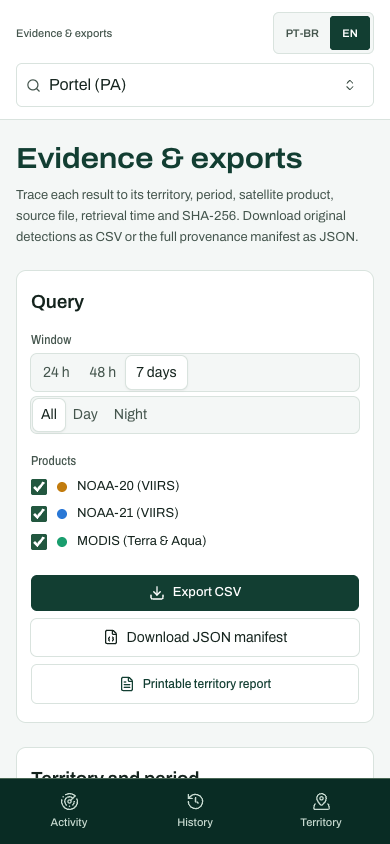 Evidence & exports
PT-BR
EN
Portel (PA)
Evidence & exports
Trace each result to its territory, period, satellite product,
source file, retrieval time and SHA-256. Download original
detections as CSV or the full provenance manifest as JSON.
Query
Window
24 h
48 h
7 days
All
Day
Night
Products
NOAA-20 (VIIRS)
NOAA-21 (VIIRS)
MODIS (Terra & Aqua)
Export CSV
Download JSON manifest
Printable territory report
Territory and period
Activity
History
Territory